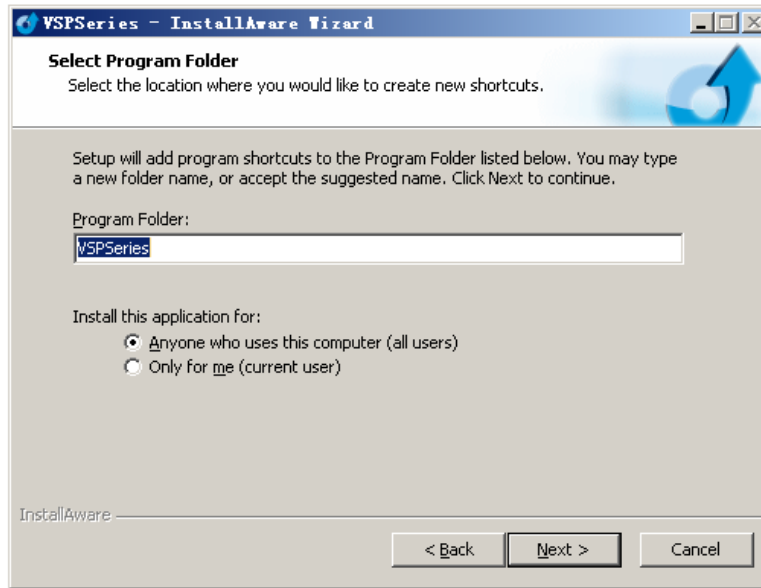 VSPSeries - InstallAware Wizard
Select Program Folder
Select the location where you would like to create new shortcuts.
Setup will add program shortcuts to the Program Folder listed below. You may type
a new folder name, or accept the suggested name. Click Next to continue.
Program Folder:
VSPSeries
Install this application for:
Anyone who uses this computer (all users)
Only for me (current user)
InstallAware
< Back
Next >
Cancel